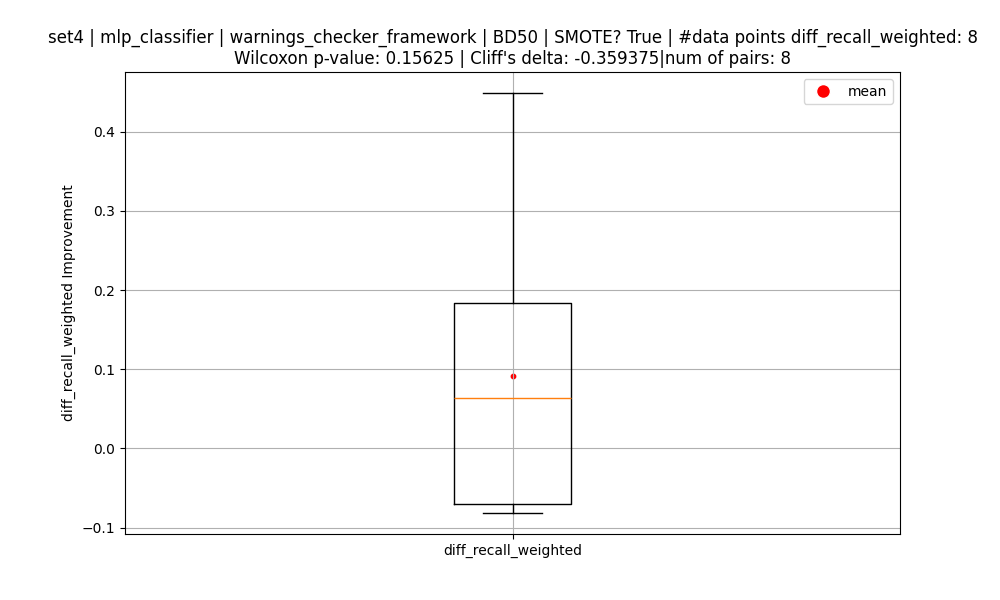 set4 | mlp_classifier | warnings_checker_framework | BD50 | SMOTE? True | #data points diff_recall_weighted: 8
Wilcoxon p-value: 0.15625 | Cliff's delta: -0.359375|num of pairs: 8
mean
0.4
0.3
0.2
0.1
0.0
−0.1
diff_recall_weighted Improvement
diff_recall_weighted